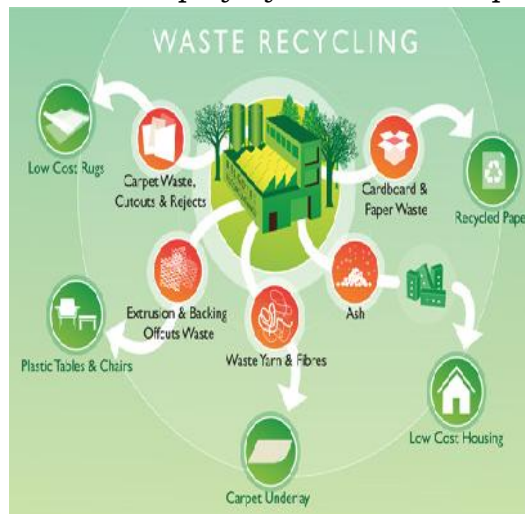 WASTE RECYCLING
Low Cost Rugs
Carpet Waste,
Cutouts & Rejects
Cardboard &
Paper Waste
Recycled Pape
Extrusion & Backing
Offcuts Waste
Ash
Waste Yarn & Fibres
Plastic Tables & Chairs
Low Cost Housing
Carpet Underlay